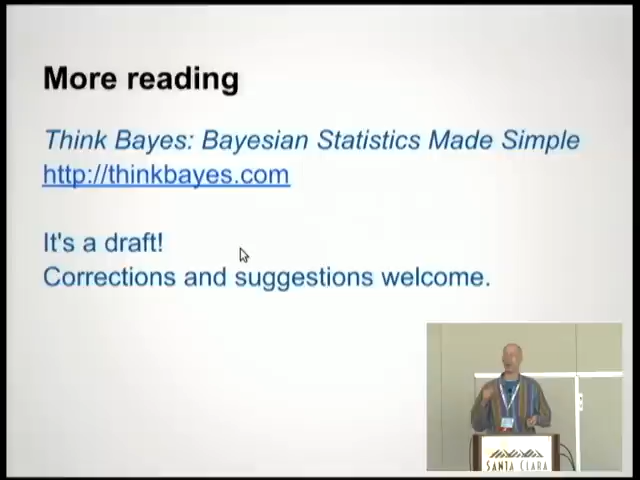 More reading
Think Bayes: Bayesian Statistics Made Simple
http://thinkbayes.com
It's a draft!
Corrections and suggestions welcome.
SANTA CLARA